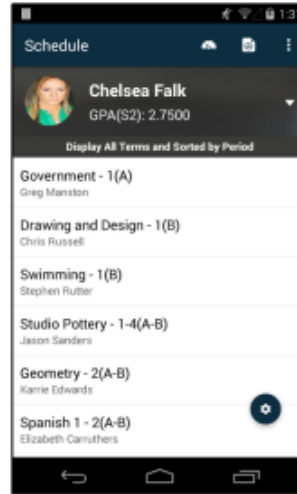 1:3
Schedule
Chelsea Falk
GPA(S2): 2.7500
Display All Terms and Sorted by Period
Government - 1(A)
Greg Manston
Drawing and Design - 1(B)
Chris Russell
Swimming - 1(B)
Stephen Rutter
Studio Pottery - 1-4(A-B)
Jason Sanders
Geometry - 2(A-B)
Karrie Edwards
Spanish 1 - 2(A-B)
Elizabeth Carruthers